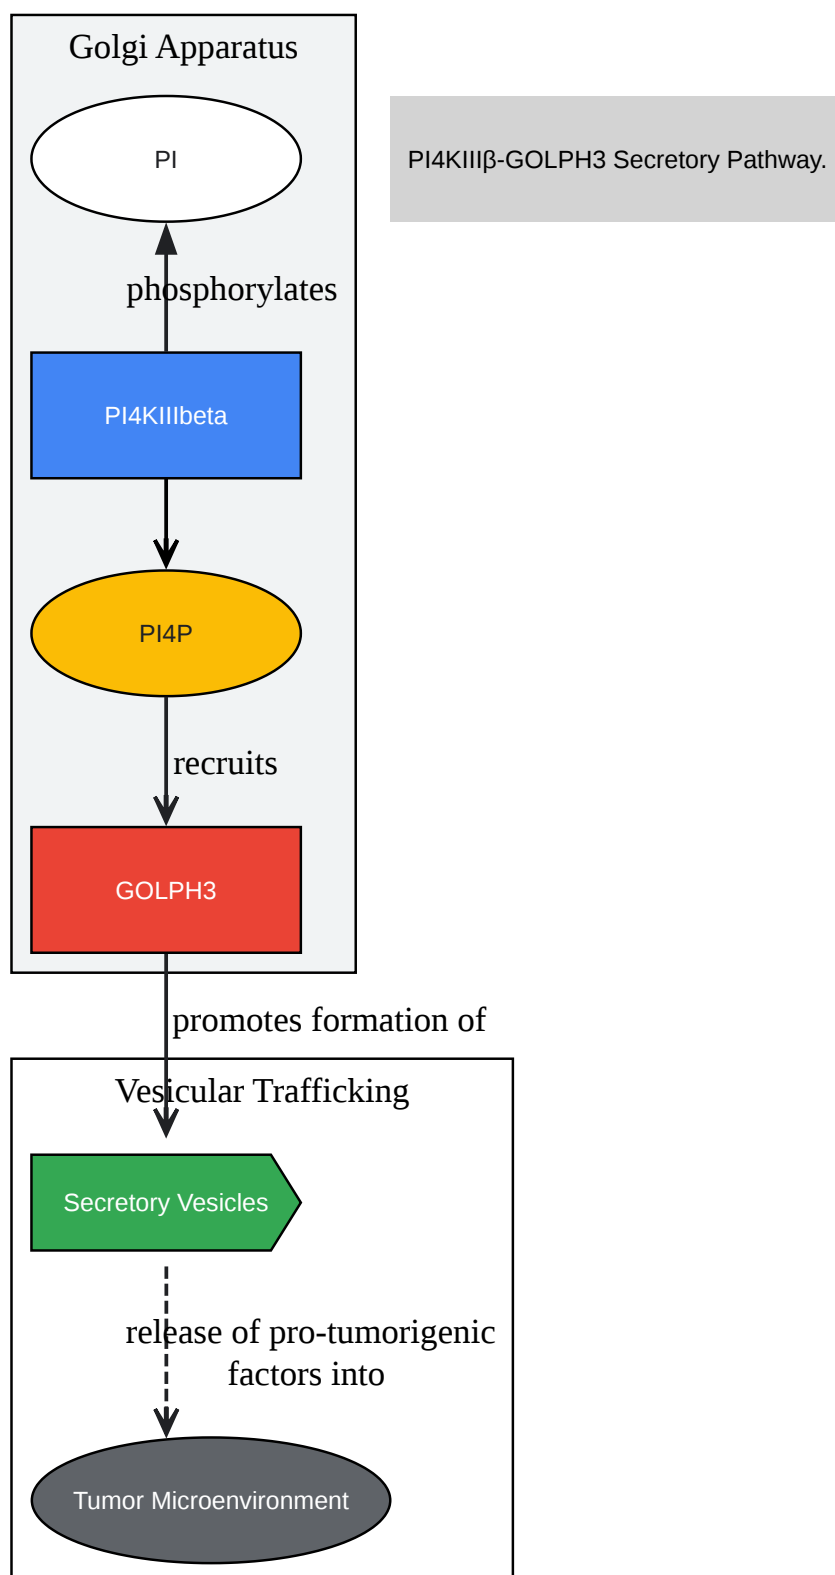 Golgi Apparatus
PI
PI4KIIIβ-GOLPH3 Secretory Pathway.
phosphorylates
PI4KIIIbeta
PI4P
recruits
GOLPH3
promotes formation of
Vesicular Trafficking
Secretory Vesicles
release of pro-tumorigenic
factors into
Tumor Microenvironment